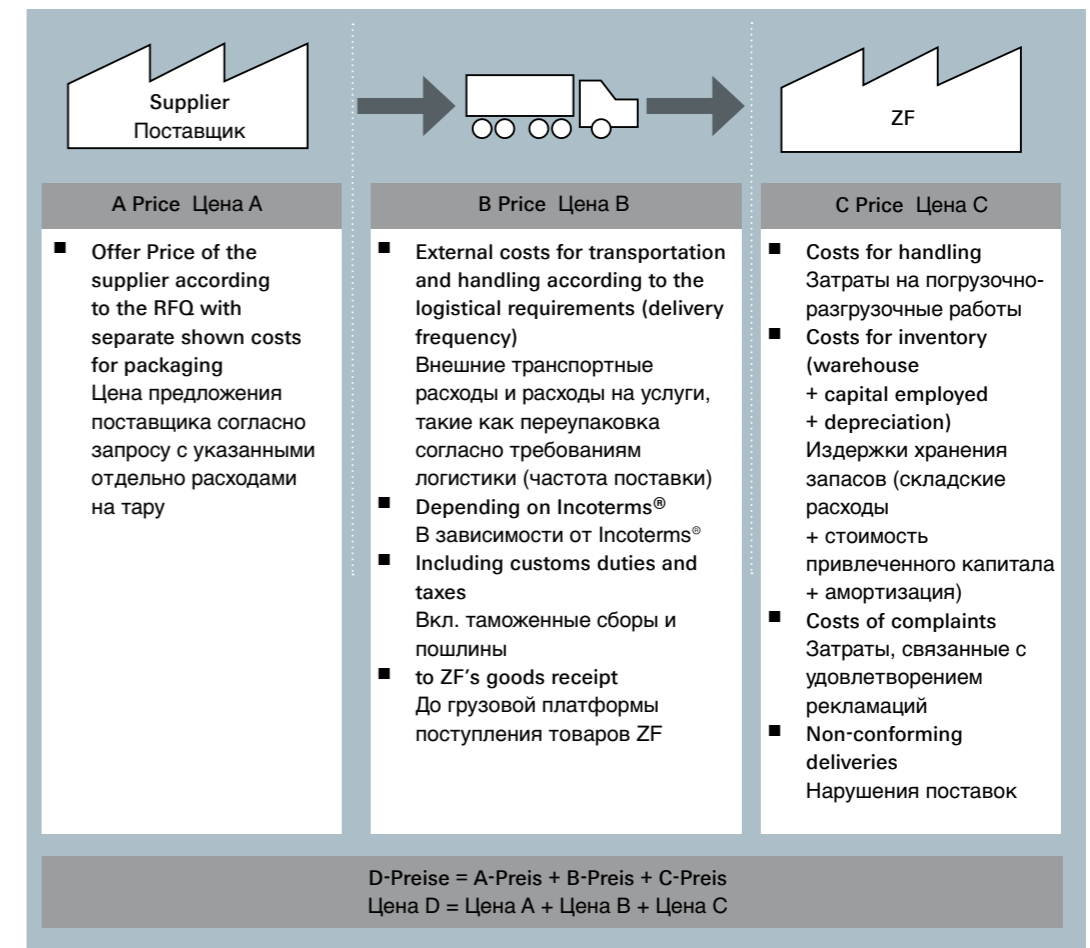 Supplier
Поставщик
ZF
A Price Цена А
■ Offer Price of the
supplier according
to the RFQ with
separate shown costs
for packaging
Цена предложения
поставщика согласно
запросу с указанными
отдельно расходами
на тару
B Price Цена В
■ External costs for transportation
and handling according to the
logistical requirements (delivery
frequency)
Внешние транспортные
расходы и расходы на услуги,
такие как переупаковка
согласно требованиям
логистики (частота поставки)
■ Depending on Incoterms®
В зависимости от Incoterms®
■ Including customs duties and
taxes
Вкл. таможенные сборы и
пошлины
■ to ZF’s goods receipt
До грузовой платформы
поступления товаров ZF
C Price Цена С
■ Costs for handling
Затраты на погрузочно-
разгрузочные работы
■ Costs for inventory
(warehouse
+ capital employed
+ depreciation)
Издержки хранения
запасов (складские
расходы
+ стоимость
привлеченного капитала
+ амортизация)
■ Costs of complaints
Затраты, связанные с
удовлетворением
рекламаций
■ Non-conforming
deliveries
Нарушения поставок
D-Preise = A-Preis + B-Preis + C-Preis
Цена D = Цена А + Цена В + Цена С